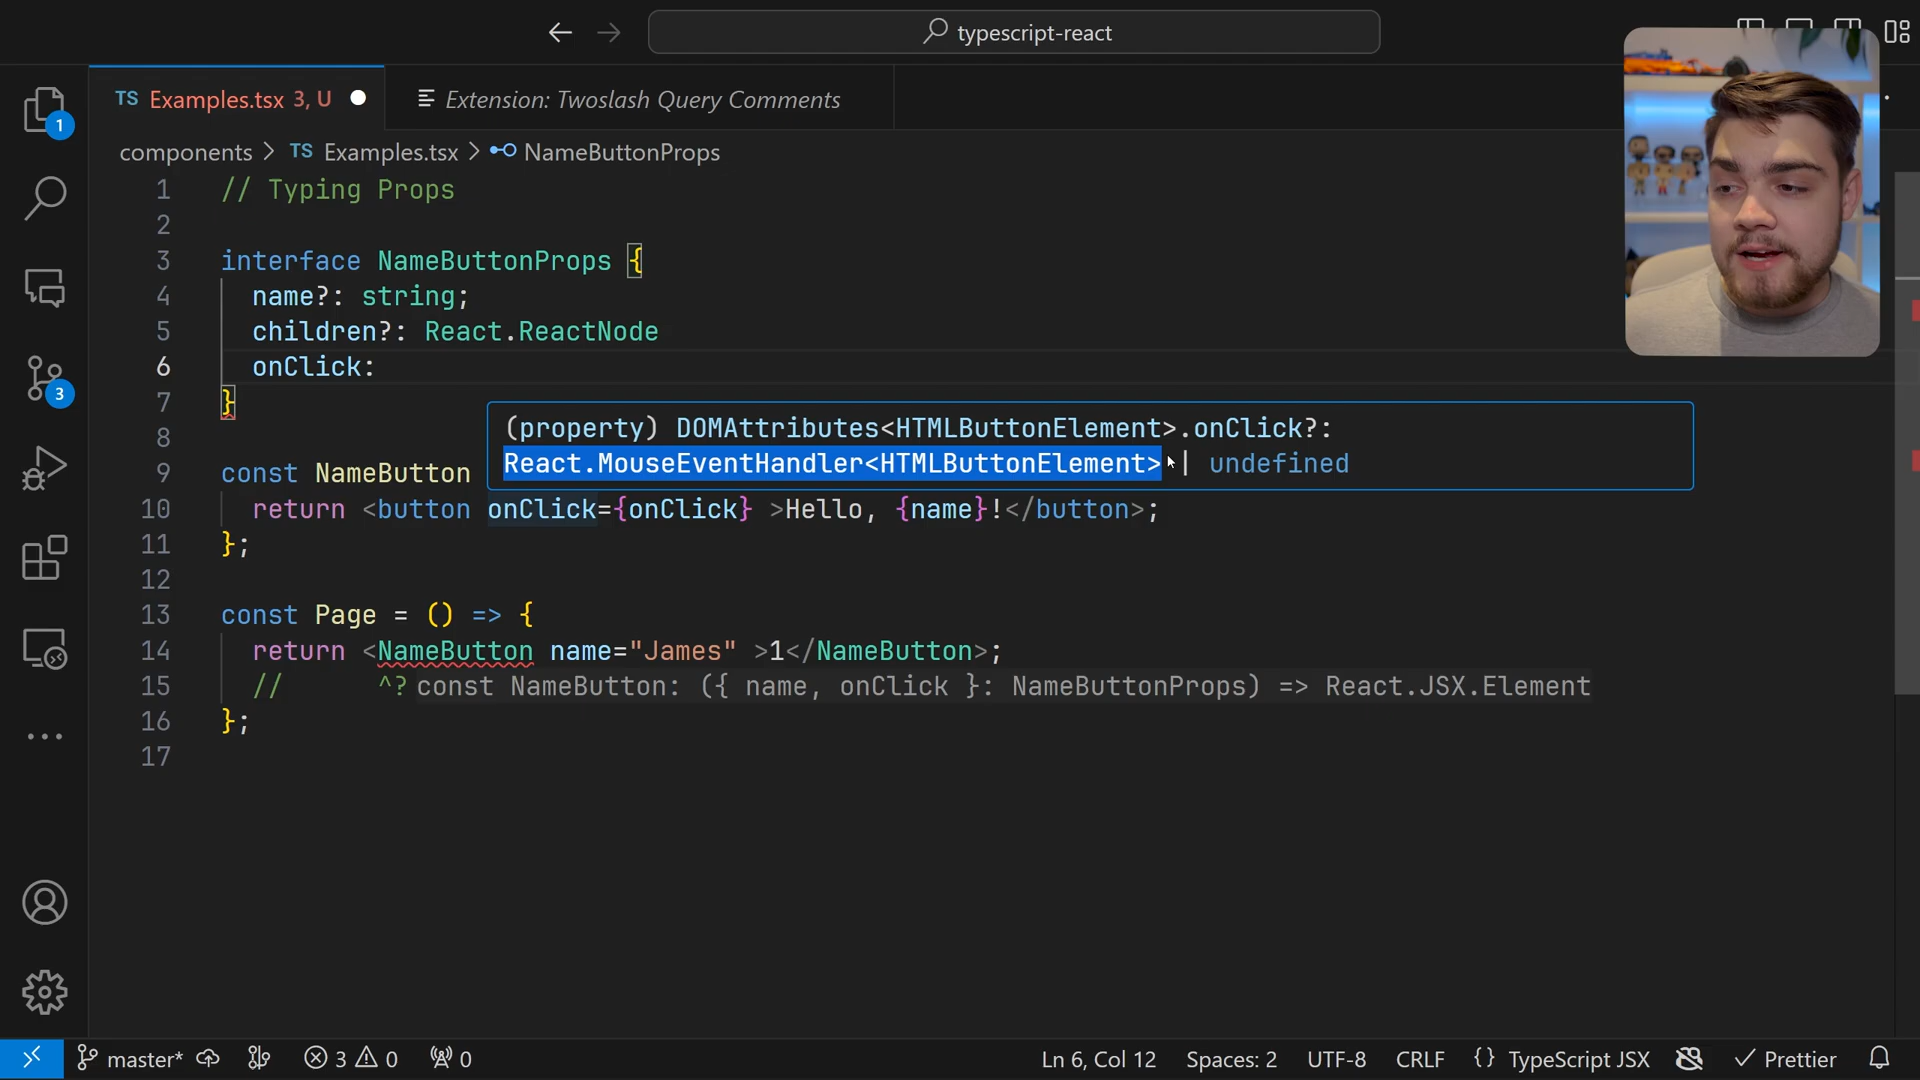 typescript-react
TS Examples.tsx 3, U
Extension: Twoslash Query Comments
components > TS Examples.tsx > NameButtonProps
1 // Typing Props
2
3 interface NameButtonProps {
4 name?: string;
5 children?: React.ReactNode
6 onClick:
7 }
8
(property) DOMAttributes<HTMLButtonElement>.onClick?:
React.MouseEventHandler<HTMLButtonElement> | undefined
9 const NameButton
10 return <button onClick={onClick} >Hello, {name}!</button>;
11 };
12
13 const Page = () => {
14 return <NameButton name="James" >1</NameButton>;
15 // ^? const NameButton: ({ name, onClick }: NameButtonProps) => React.JSX.Element
16 };
17
1
3
master* 3 0 0 Ln 6, Col 12 Spaces: 2 UTF-8 CRLF {} TypeScript JSX Prettier